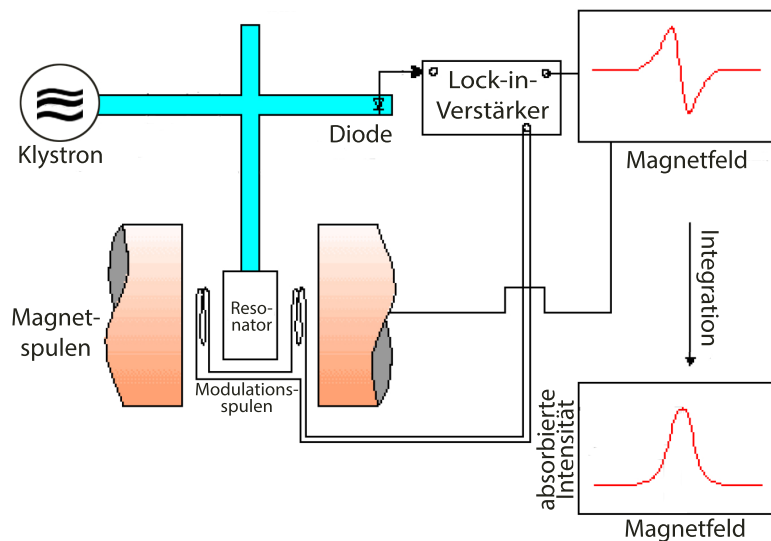 Klystron
Diode
Lock-in-
Verstärker
Magnetfeld
Magnet-
spulen
Reso-
nator
Modulations-
spulen
Integration
absorbierte
Intensität
Magnetfeld